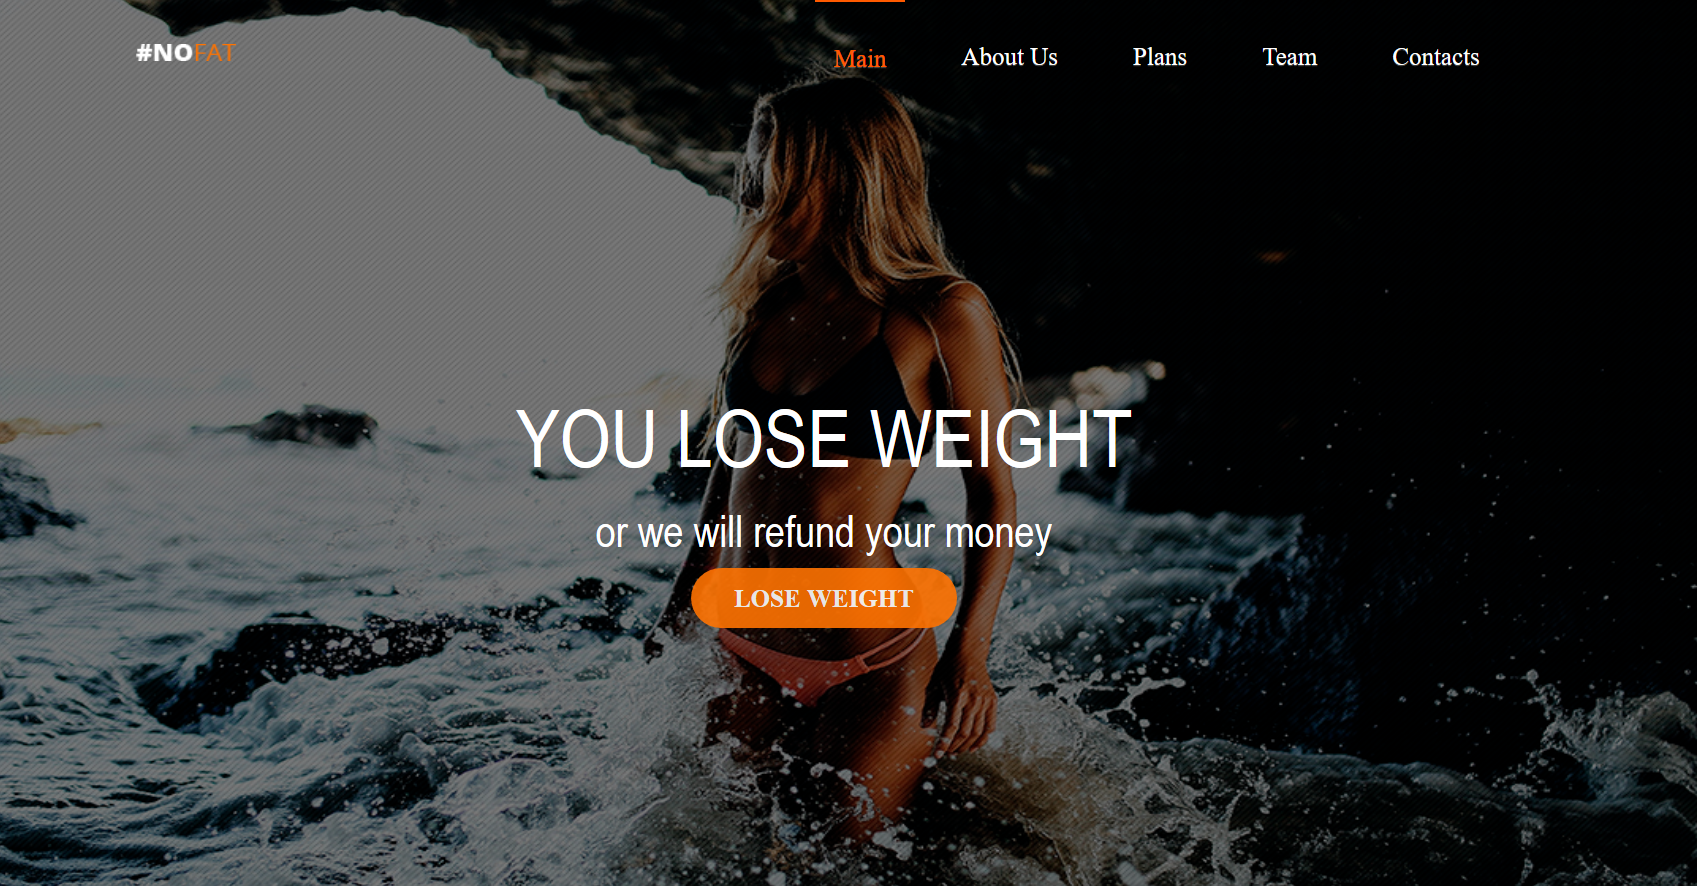 #NOFAT
Main About Us Plans Team Contacts
YOU LOSE WEIGHT
or we will refund your money
LOSE WEIGHT